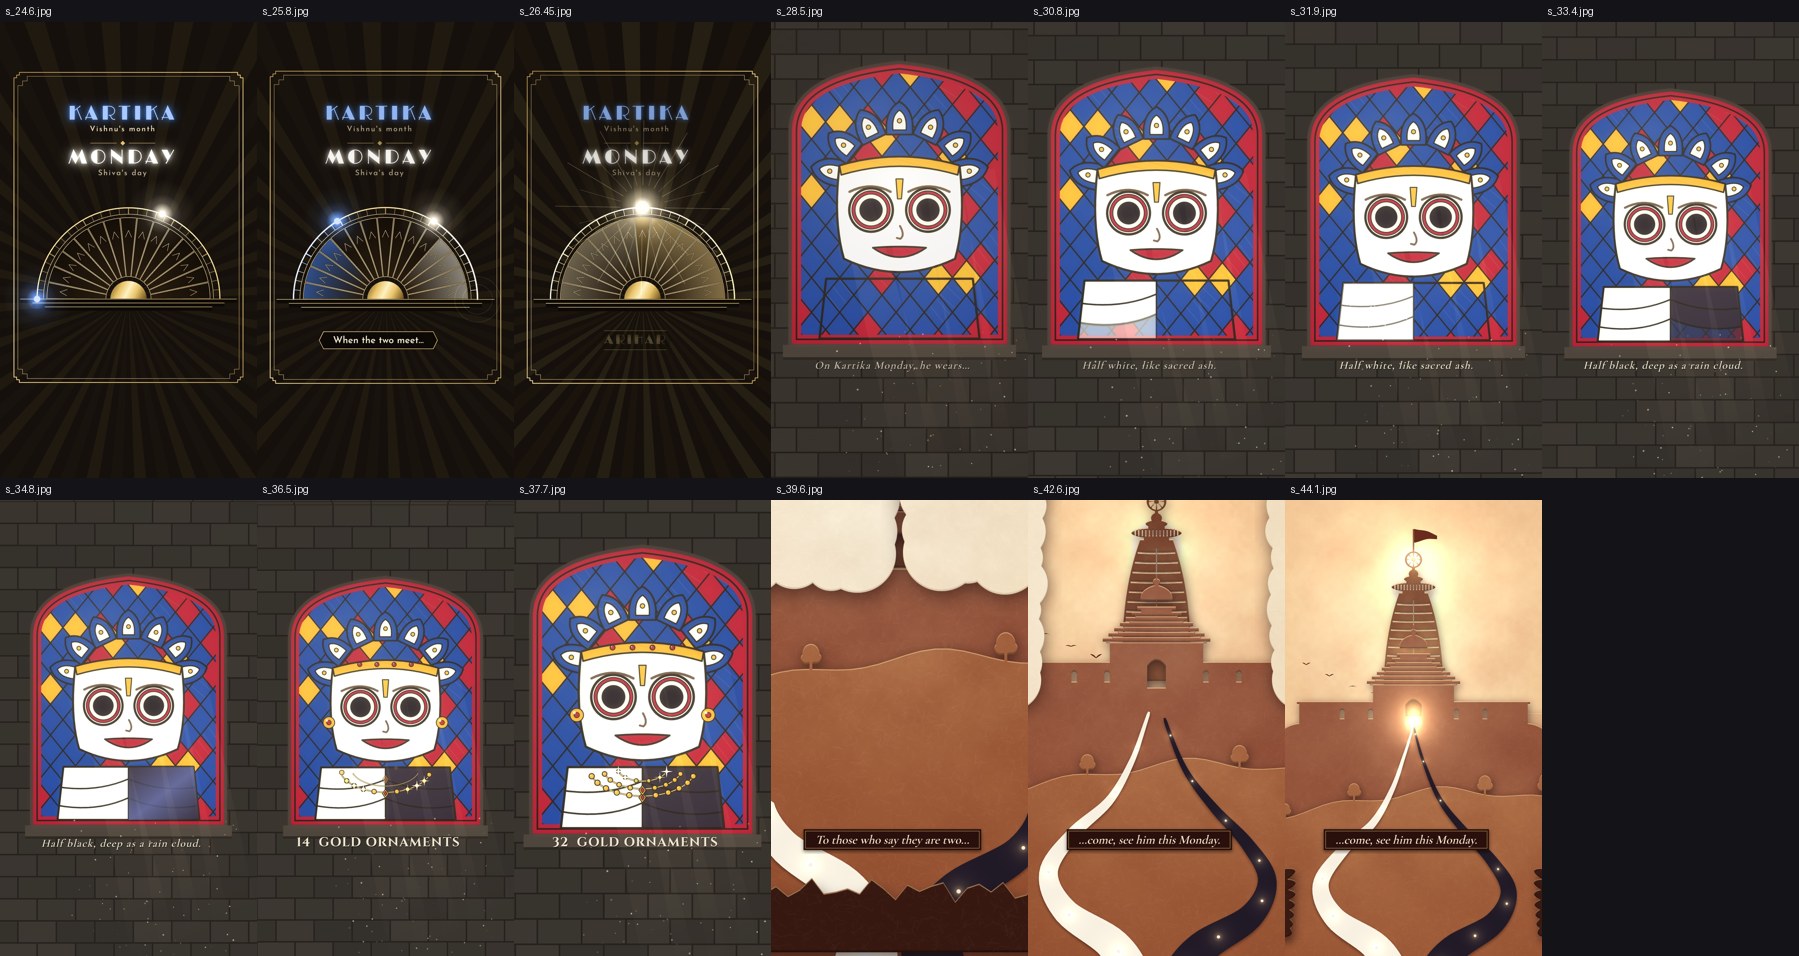 s_24.6.jpg
s_25.8.jpg
s_26.45.jpg
s_28.5.jpg
s_30.8.jpg
s_31.9.jpg
s_33.4.jpg
KARTIKA
Vishnu's month
MONDAY
Shiva's day
KARTIKA
Vishnu's month
MONDAY
Shiva's day
When the two meet...
KARTIKA
Vishnu's month
MONDAY
Shiva's day
On Kartika Monday, he wears...
Half white, like sacred ash.
Half white, like sacred ash.
Half black, deep as a rain cloud.
s_34.8.jpg
s_36.5.jpg
s_37.7.jpg
s_39.6.jpg
s_42.6.jpg
s_44.1.jpg
Half black, deep as a rain cloud.
14 GOLD ORNAMENTS
32 GOLD ORNAMENTS
To those who say they are two...
...come, see him this Monday.
...come, see him this Monday.